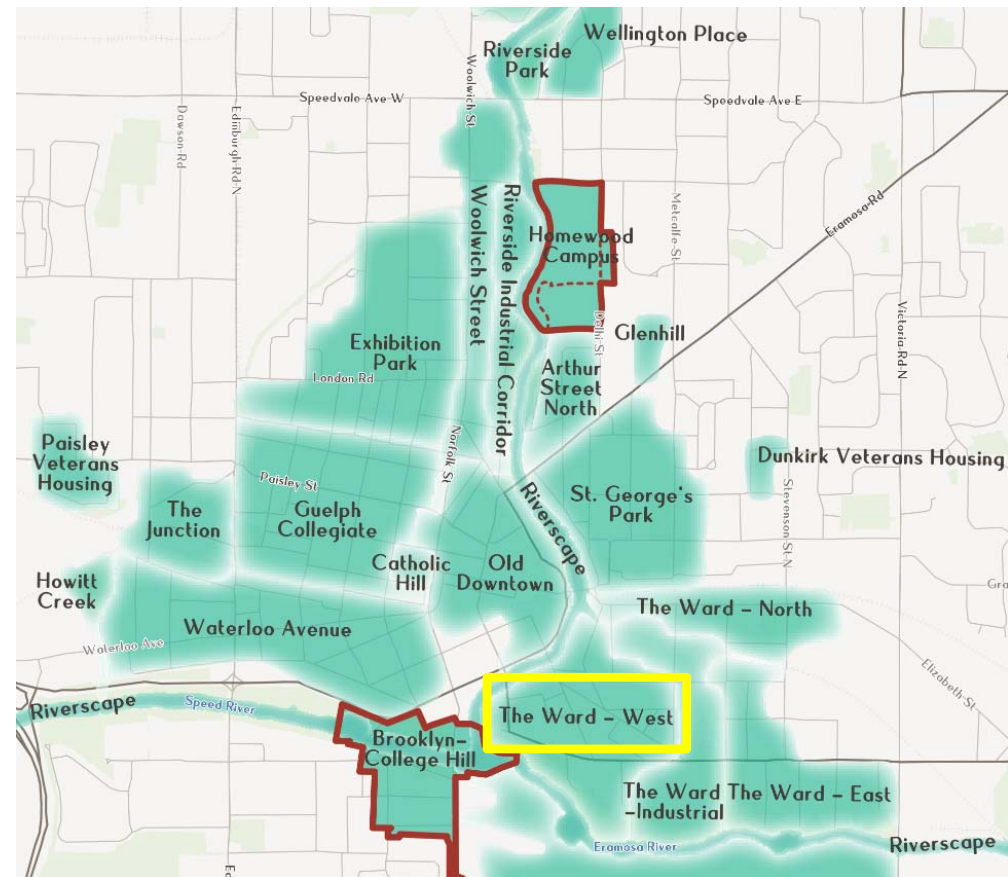 Wellington Place
Riverside
Park
Woolwich St
Speedvale Ave W
Speedvale Ave E
Dawson Rd
Edinburgh Rd N
Woolwich Street
Riverside Industrial Corridor
Homewood
Campus
Metcalfe St
Eramosa Rd
Victoria Rd N
Delhi St
Glenhill
Exhibition
Park
London Rd
Arthur
Street
North
Paisley
Veterans
Housing
Norfolk St
Dunkirk Veterans Housing
Paisley St
The
Junction
Guelph
Collegiate
Riverscape
St. George's
Park
Stevenson St N
Catholic
Hill
Old
Downtown
Howitt
Creek
Gra
The Ward - North
Waterloo Avenue
Waterloo Ave
Elizabeth St
Riverscape
Speed River
The Ward - West
Brooklyn-
College Hill
The Ward
-Industrial
The Ward - East
Eramosa River
Riverscape